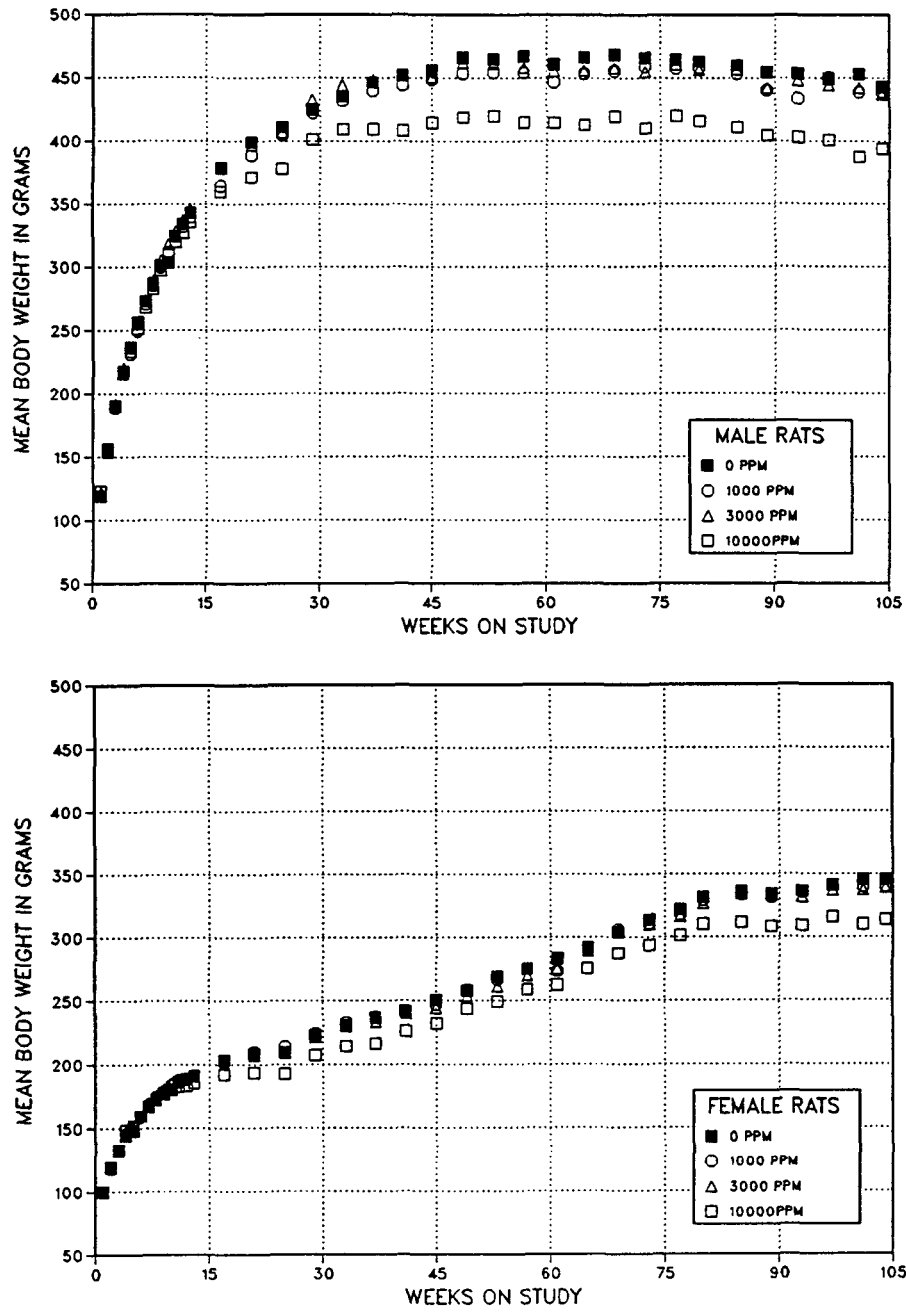 500
450
400
350
300
250
200
150
100
50
MEAN BODY WEIGHT IN GRAMS
MALE RATS
0 PPM
1000 PPM
3000 PPM
10000PPM
0
15
30
45
60
75
90
105
WEEKS ON STUDY
500
450
400
350
300
250
200
150
100
50
MEAN BODY WEIGHT IN GRAMS
FEMALE RATS
0 PPM
1000 PPM
3000 PPM
10000PPM
0
15
30
45
60
75
90
105
WEEKS ON STUDY